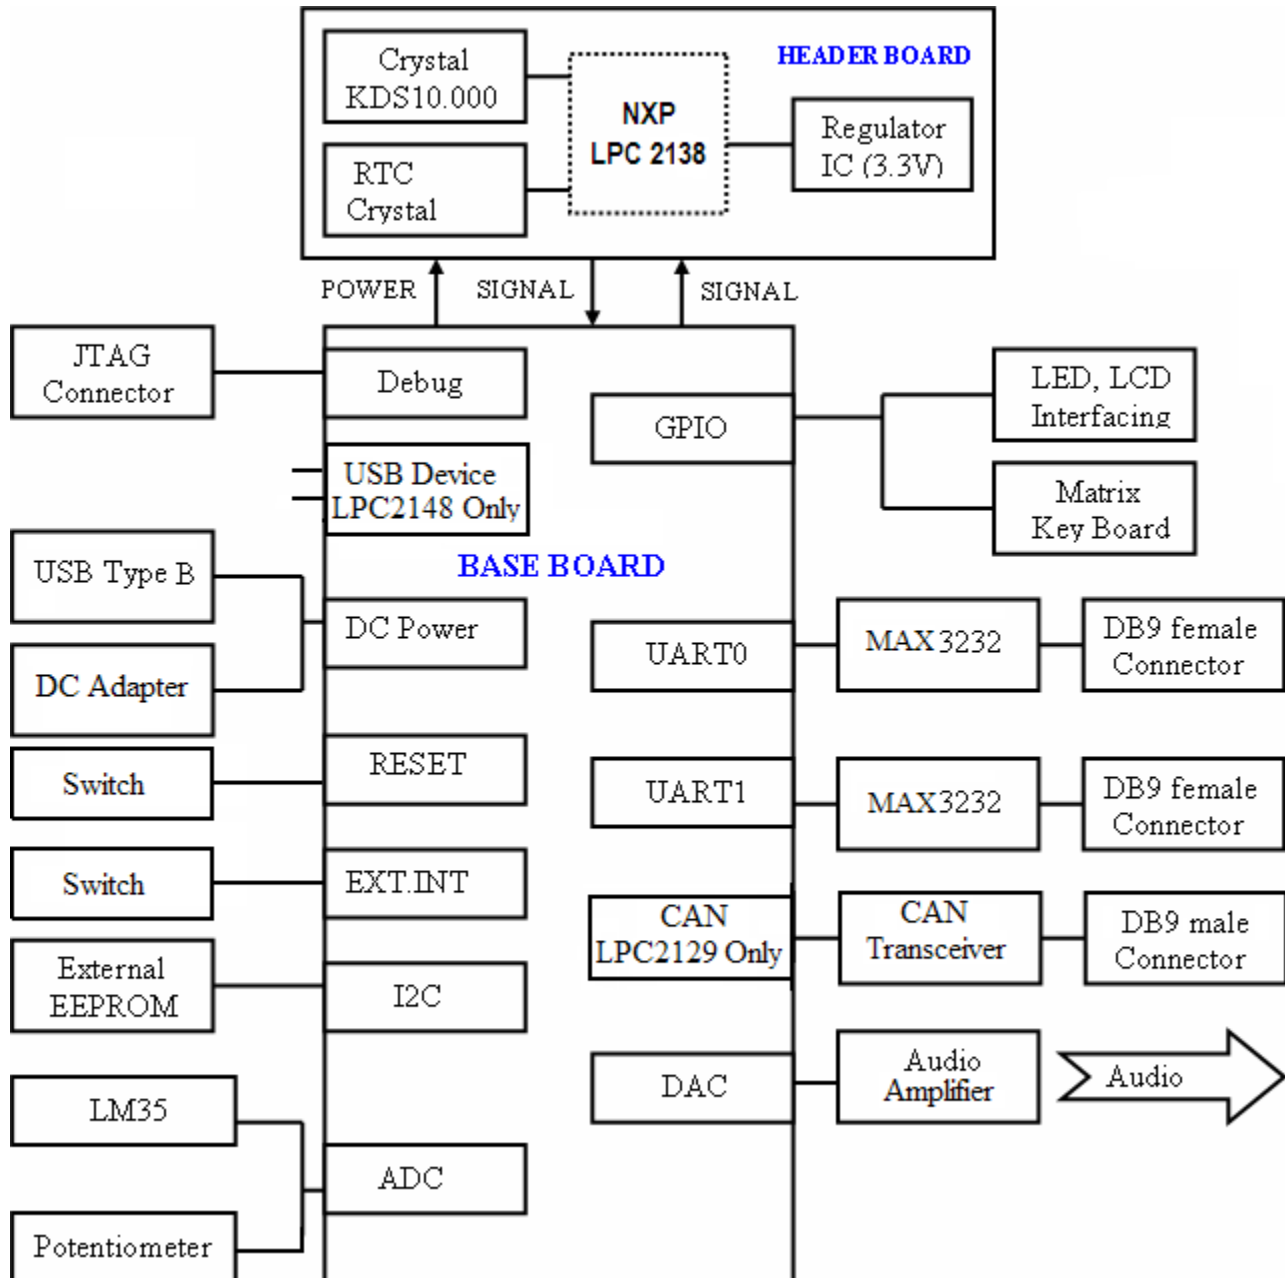 Crystal
KDS10.000
RTC
Crystal
NXP
LPC 2138
HEADER BOARD
Regulator
IC (3.3V)
POWER
SIGNAL
SIGNAL
JTAG
Connector
Debug
USB Device
LPC2148 Only
BASE BOARD
USB Type B
DC Adapter
DC Power
Switch
RESET
Switch
EXT.INT
External
EEPROM
I2C
LM35
Potentiometer
ADC
GPIO
LED, LCD
Interfacing
Matrix
Key Board
UART0
MAX3232
DB9 female
Connector
UART1
MAX3232
DB9 female
Connector
CAN
LPC2129 Only
CAN
Transceiver
DB9 male
Connector
DAC
Audio
Amplifier
Audio